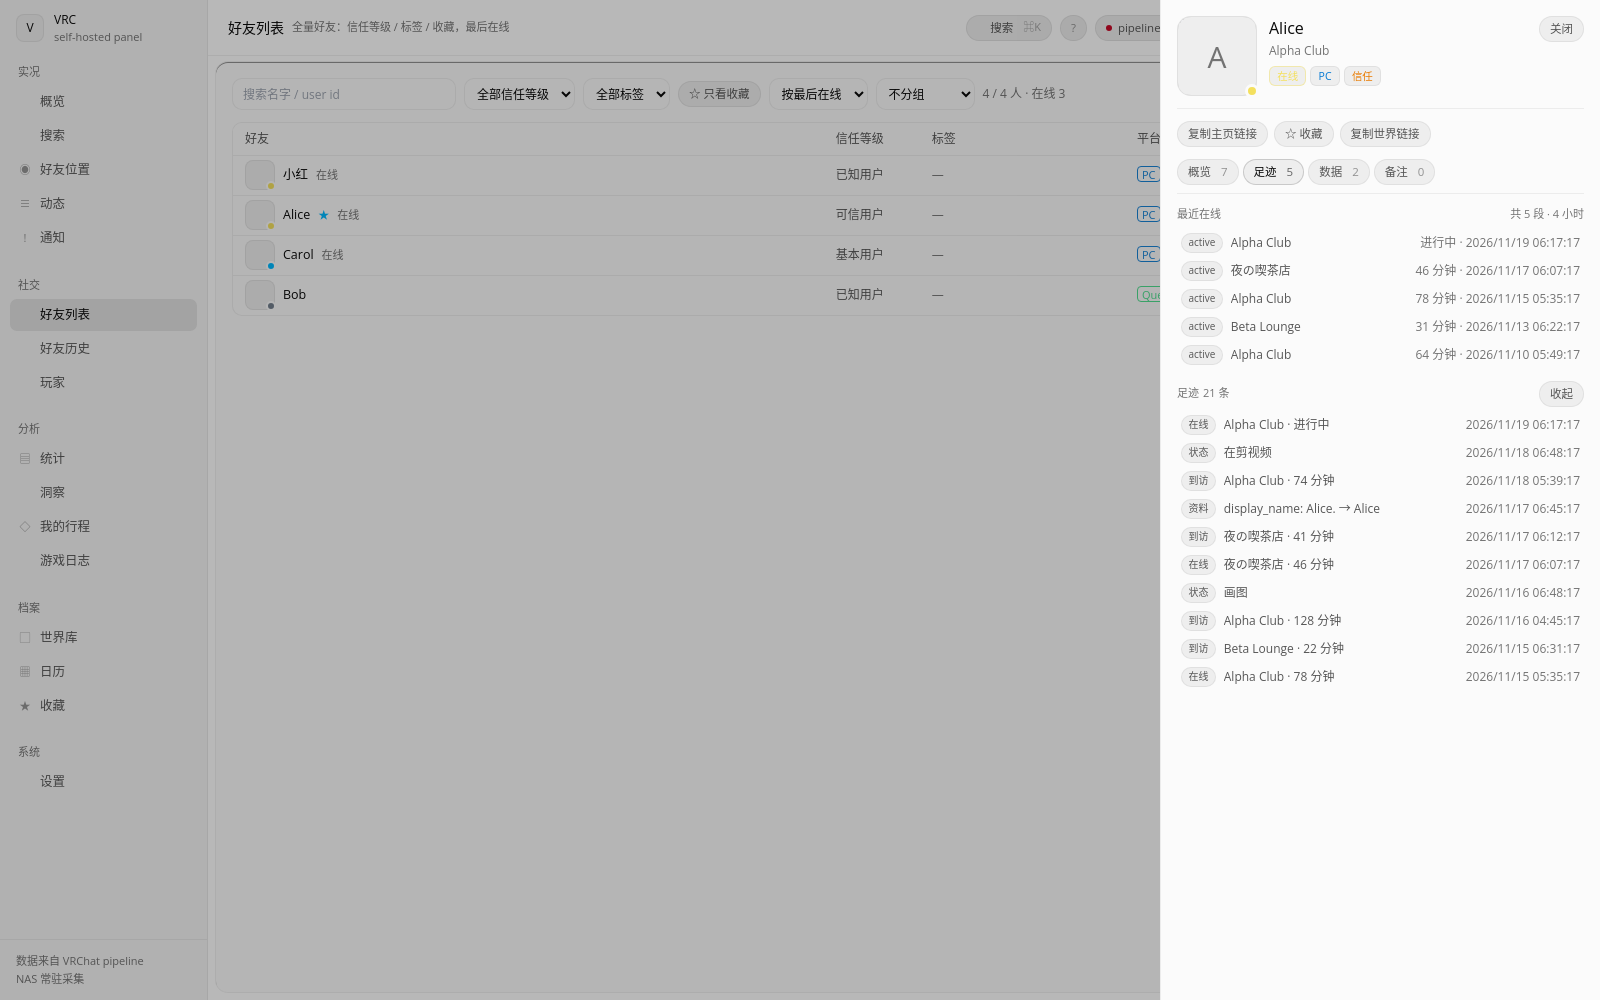 V
VRC
self-hosted panel
实况
概览
搜索
好友位置
动态
通知
社交
好友列表
好友历史
玩家
分析
统计
洞察
我的行程
游戏日志
档案
世界库
日历
收藏
系统
设置
数据来自 VRChat pipeline
NAS 常驻采集
好友列表 全量好友：信任等级 / 标签 / 收藏，最后在线
搜索 ⌘K ? pipeline
搜索名字 / user id 全部信任等级 全部标签 ☆ 只看收藏 按最后在线 不分组 4 / 4 人 · 在线 3
好友 信任等级 标签 平台
小红 在线 已知用户 — PC
Alice ★ 在线 可信用户 — PC
Carol 在线 基本用户 — PC
Bob 已知用户 — Que
A
Alice
Alpha Club
在线 PC 信任
关闭
复制主页链接 ☆ 收藏 复制世界链接
概览 7 足迹 5 数据 2 备注 0
最近在线 共 5 段 · 4 小时
active Alpha Club 进行中 · 2026/11/19 06:17:17
active 夜の喫茶店 46 分钟 · 2026/11/17 06:07:17
active Alpha Club 78 分钟 · 2026/11/15 05:35:17
active Beta Lounge 31 分钟 · 2026/11/13 06:22:17
active Alpha Club 64 分钟 · 2026/11/10 05:49:17
足迹 21 条 收起
在线 Alpha Club · 进行中 2026/11/19 06:17:17
状态 在剪视频 2026/11/18 06:48:17
到访 Alpha Club · 74 分钟 2026/11/18 05:39:17
资料 display_name: Alice. → Alice 2026/11/17 06:45:17
到访 夜の喫茶店 · 41 分钟 2026/11/17 06:12:17
在线 夜の喫茶店 · 46 分钟 2026/11/17 06:07:17
状态 画图 2026/11/16 06:48:17
到访 Alpha Club · 128 分钟 2026/11/16 04:45:17
到访 Beta Lounge · 22 分钟 2026/11/15 06:31:17
在线 Alpha Club · 78 分钟 2026/11/15 05:35:17